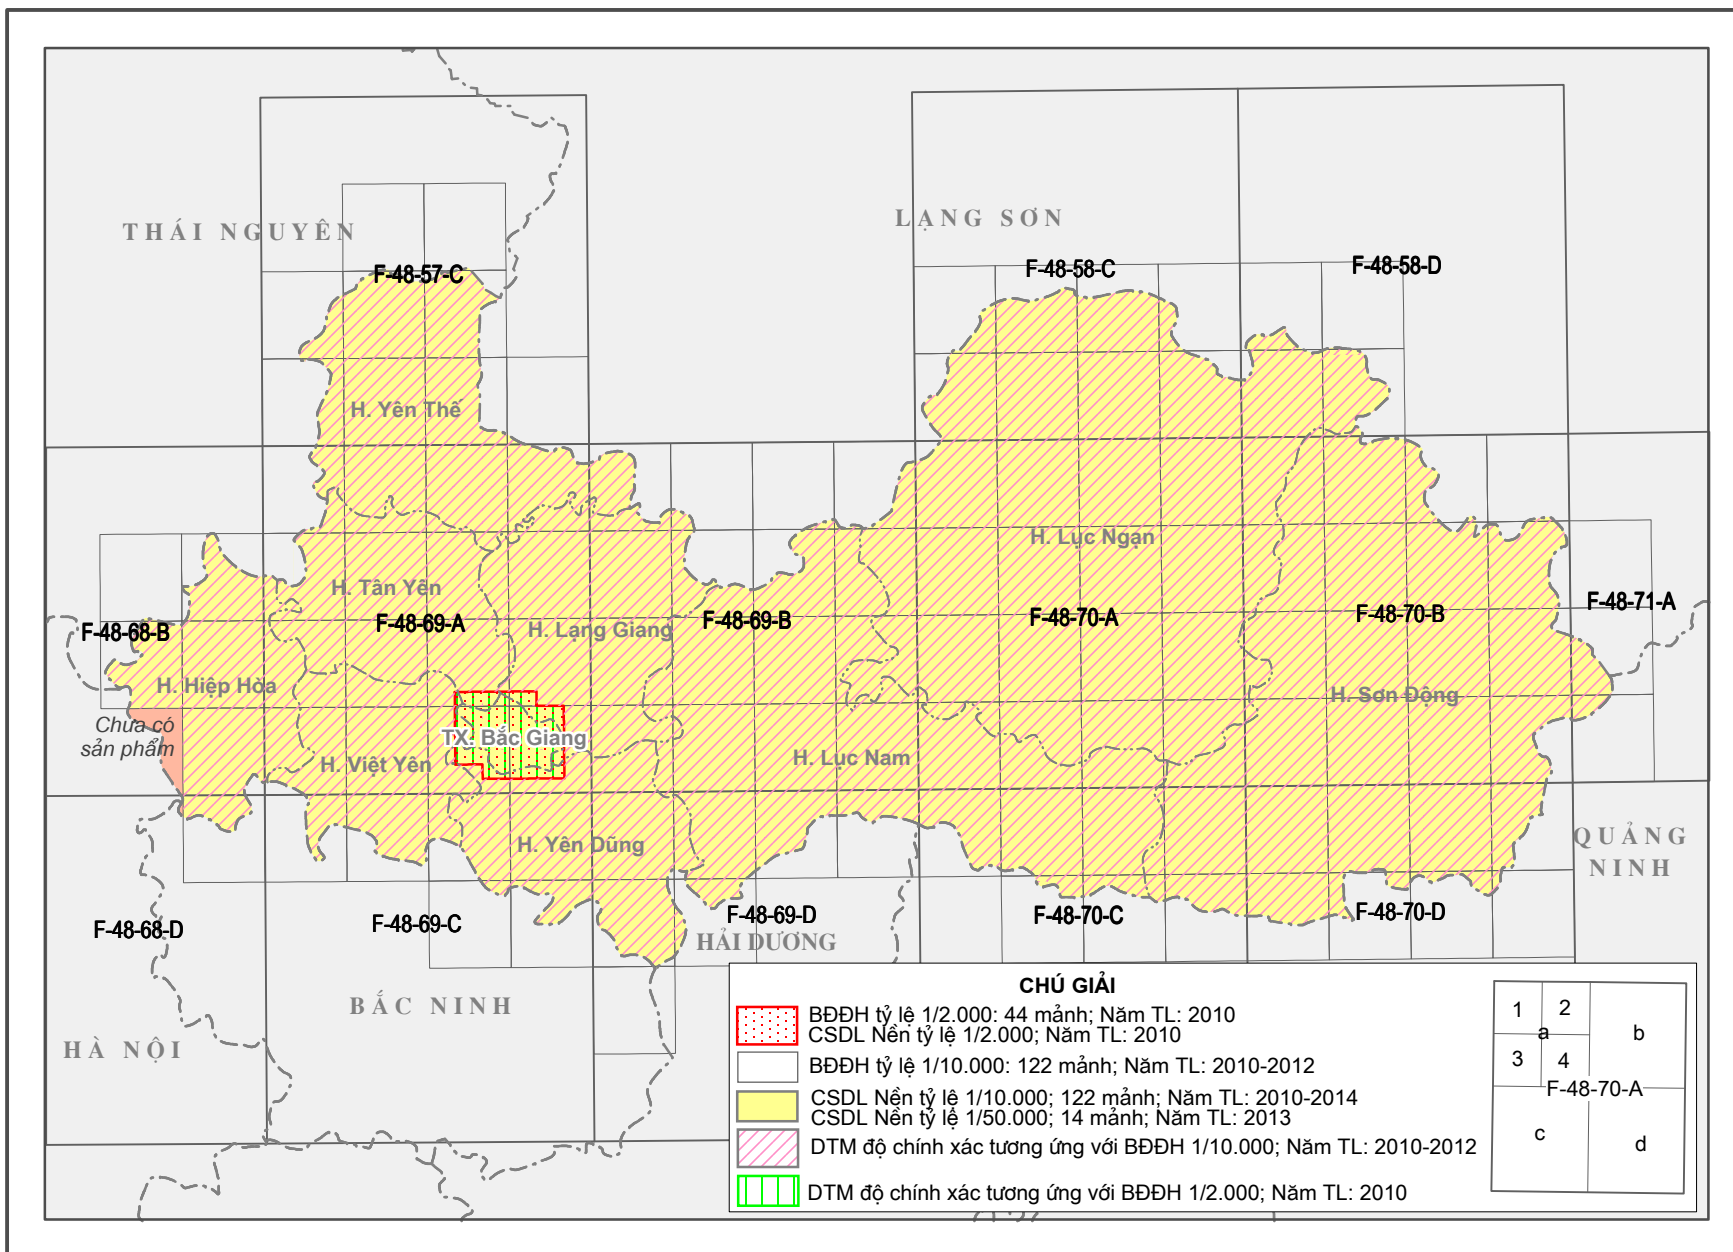 THÁI NGUYÊN
LẠNG SƠN
F-48-57-C
F-48-58-C
F-48-58-D
H. Yên Thế
H. Lục Ngạn
H. Tân Yên
F-48-68-B
F-48-69-A
H. Lạng Giang
F-48-69-B
F-48-70-A
F-48-70-B
F-48-71-A
H. Hiệp Hòa
H. Sơn Động
Chưa có
sản phẩm
TX. Bắc Giang
H. Việt Yên
H. Luc Nam
H. Yên Dũng
QUẢNG
NINH
F-48-68-D
F-48-69-C
F-48-69-D
F-48-70-C
F-48-70-D
HẢI DƯƠNG
BẮC NINH
HÀ NỘI
CHÚ GIẢI
BĐĐH tỷ lệ 1/2.000: 44 mảnh; Năm TL: 2010
CSDL Nền tỷ lệ 1/2.000; Năm TL: 2010
BĐĐH tỷ lệ 1/10.000: 122 mảnh; Năm TL: 2010-2012
CSDL Nền tỷ lệ 1/10.000; 122 mảnh; Năm TL: 2010-2014
CSDL Nền tỷ lệ 1/50.000; 14 mảnh; Năm TL: 2013
DTM độ chính xác tương ứng với BĐĐH 1/10.000; Năm TL: 2010-2012
DTM độ chính xác tương ứng với BĐĐH 1/2.000; Năm TL: 2010
1 2
a b
3 4
F-48-70-A
c d